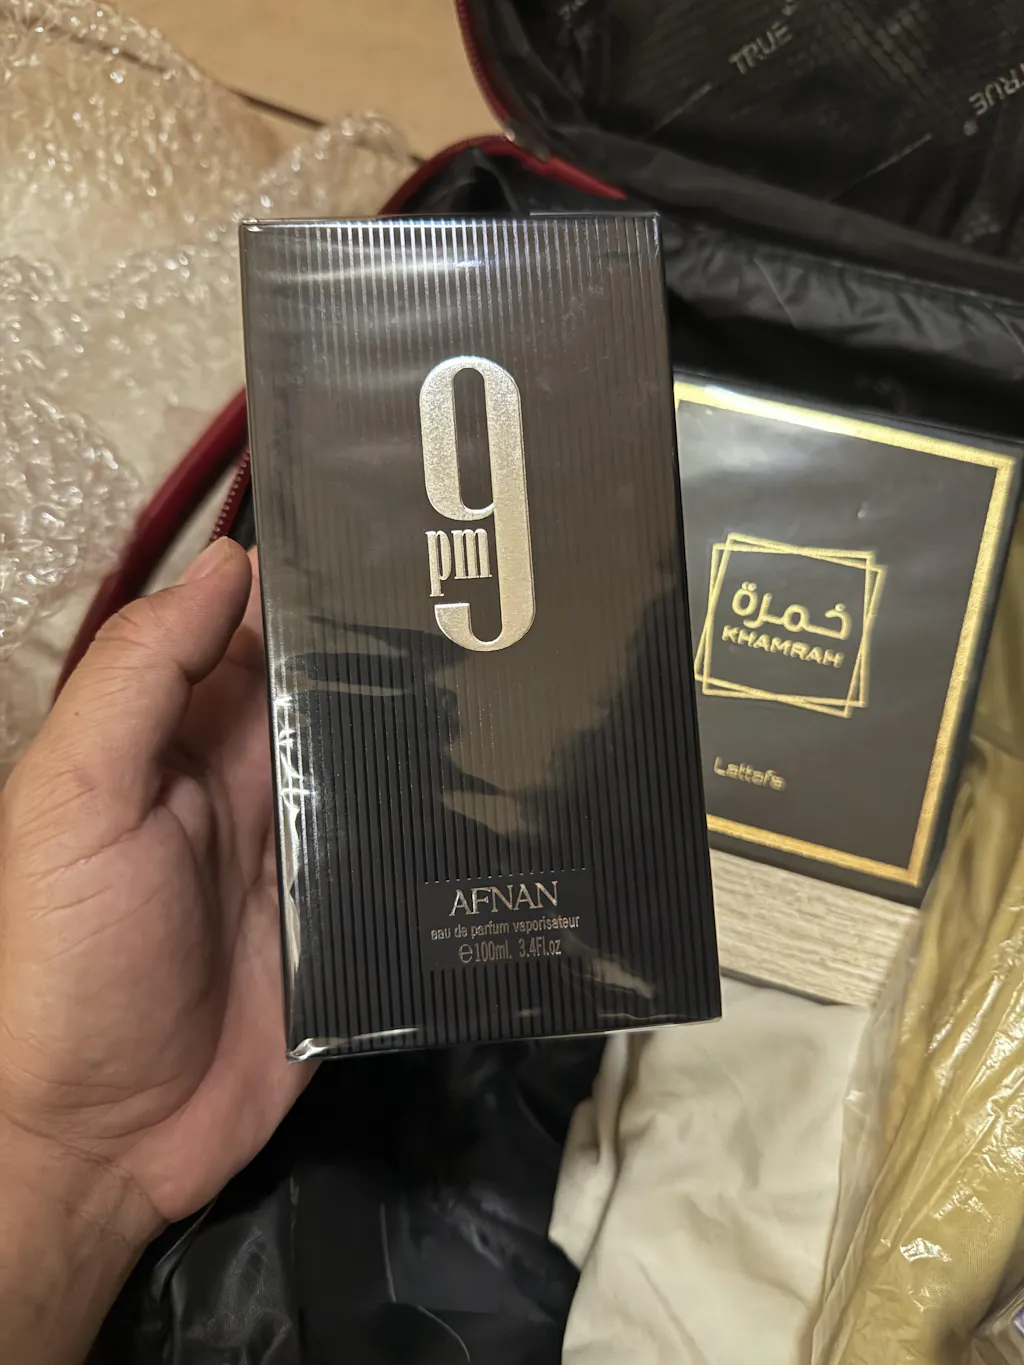 TRUE
TRUE
9
pm
AFNAN
eau de parfum vaporisateur
℮100ml. 3.4Fl.oz
خمرة
KHAMRAH
Lattafa